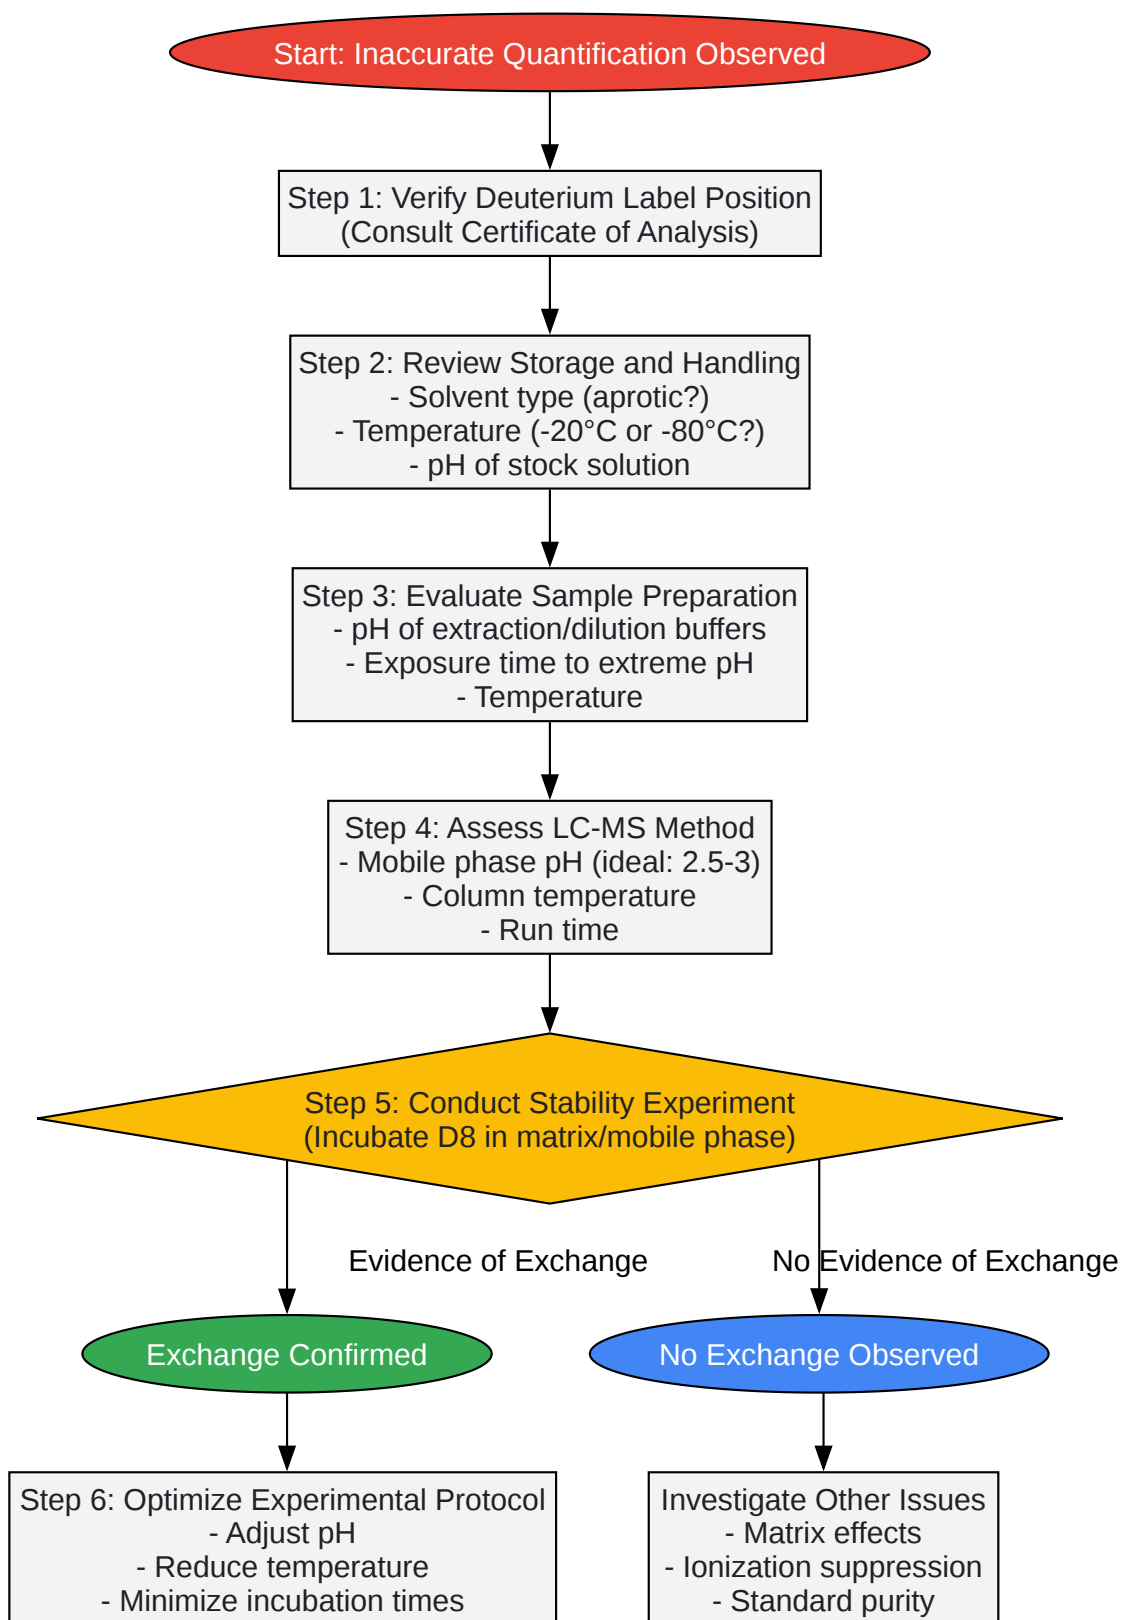 Start: Inaccurate Quantification Observed
Step 1: Verify Deuterium Label Position
(Consult Certificate of Analysis)
Step 2: Review Storage and Handling
- Solvent type (aprotic?)
- Temperature (-20°C or -80°C?)
- pH of stock solution
Step 3: Evaluate Sample Preparation
- pH of extraction/dilution buffers
- Exposure time to extreme pH
- Temperature
Step 4: Assess LC-MS Method
- Mobile phase pH (ideal: 2.5-3)
- Column temperature
- Run time
Step 5: Conduct Stability Experiment
(Incubate D8 in matrix/mobile phase)
Evidence of Exchange
No Evidence of Exchange
Exchange Confirmed
No Exchange Observed
Step 6: Optimize Experimental Protocol
- Adjust pH
- Reduce temperature
- Minimize incubation times
Investigate Other Issues
- Matrix effects
- Ionization suppression
- Standard purity